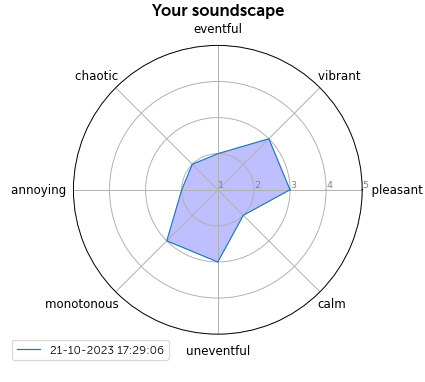 Your soundscape
eventful
chaotic
vibrant
annoying
1
2
3
4
5
pleasant
monotonous
calm
uneventful
21-10-2023 17:29:06